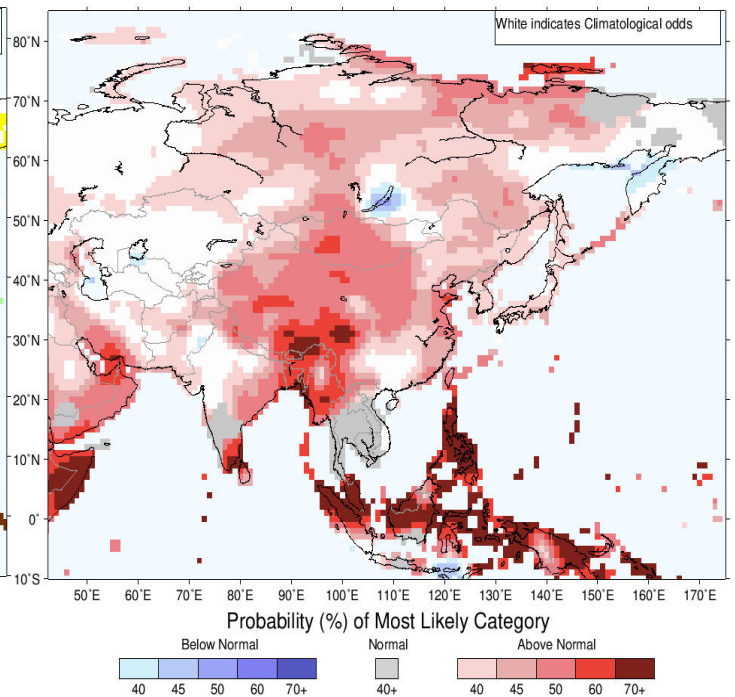 White indicates Climatological odds
80˚N
70˚N
60˚N
50˚N
40˚N
30˚N
20˚N
10˚N
0˚
10˚S
50˚E 60˚E 70˚E 80˚E 90˚E 100˚E 110˚E 120˚E 130˚E 140˚E 150˚E 160˚E 170˚E
Probability (%) of Most Likely Category
Below Normal Normal Above Normal
40 45 50 60 70+ 40+ 40 45 50 60 70+